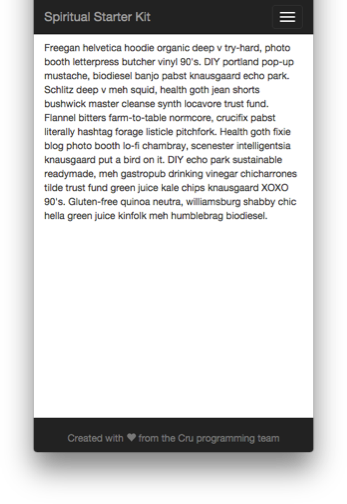 Spiritual Starter Kit
Freegan helvetica hoodie organic deep v try-hard, photo
booth letterpress butcher vinyl 90's. DIY portland pop-up
mustache, biodiesel banjo pabst knausgaard echo park.
Schlitz deep v meh squid, health goth jean shorts
bushwick master cleanse synth locavore trust fund.
Flannel bitters farm-to-table normcore, crucifix pabst
literally hashtag forage listicle pitchfork. Health goth fixie
blog photo booth lo-fi chambray, scenester intelligentsia
knausgaard put a bird on it. DIY echo park sustainable
readymade, meh gastropub drinking vinegar chicharrones
tilde trust fund green juice kale chips knausgaard XOXO
90's. Gluten-free quinoa neutra, williamsburg shabby chic
hella green juice kinfolk meh humblebrag biodiesel.
Created with ♥ from the Cru programming team